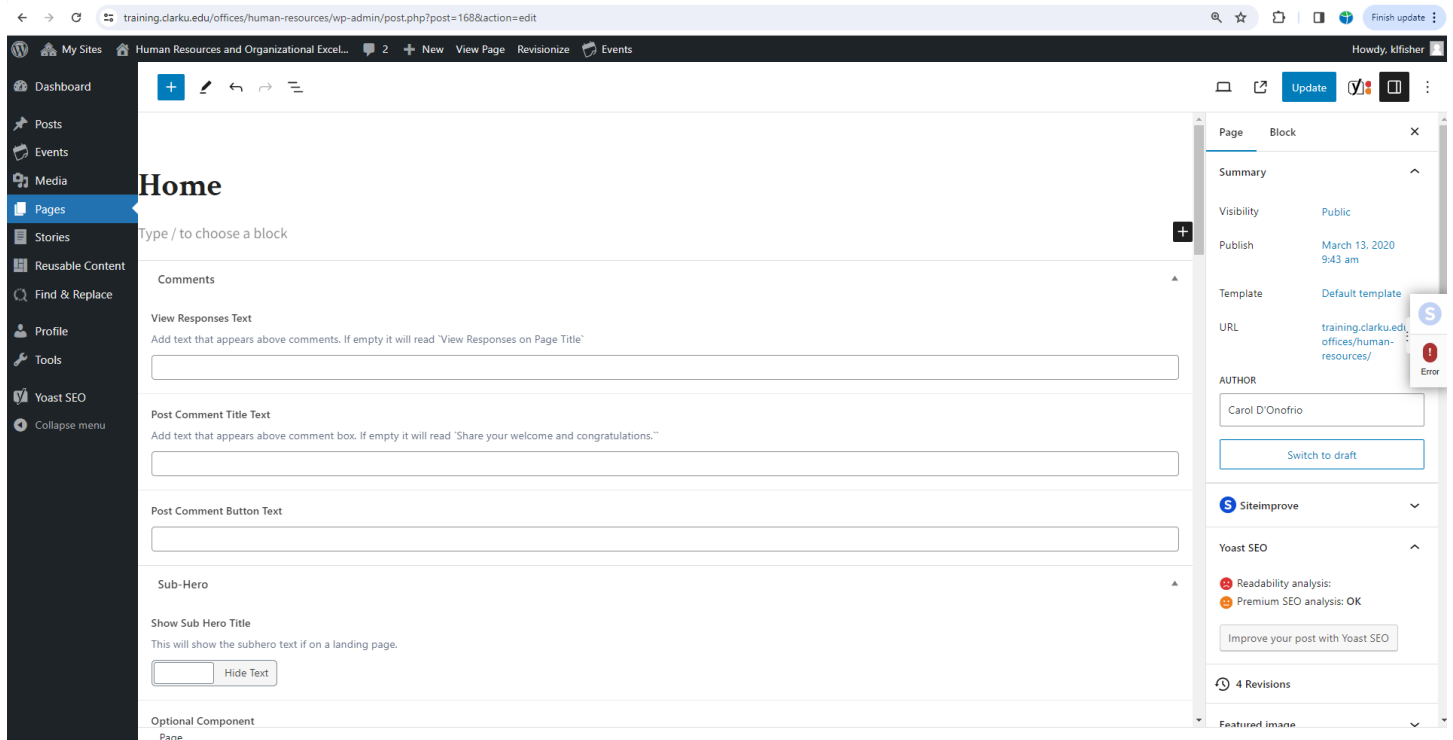 training.clarku.edu/offices/human-resources/wp-admin/post.php?post=168&action=edit
Finish update
My Sites
Human Resources and Organizational Excel...
2
New
View Page
Revisionize
Events
Howdy, klfisher
Dashboard
Posts
Events
Media
Pages
Stories
Reusable Content
Find & Replace
Profile
Tools
Yoast SEO
Collapse menu
Update
Home
Type / to choose a block
Comments
View Responses Text
Add text that appears above comments. If empty it will read `View Responses on Page Title`
Post Comment Title Text
Add text that appears above comment box. If empty it will read `Share your welcome and congratulations.``
Post Comment Button Text
Sub-Hero
Show Sub Hero Title
This will show the subhero text if on a landing page.
Hide Text
Optional Component
Page
Page
Block
Summary
Visibility
Public
Publish
March 13, 2020
9:43 am
Template
Default template
URL
training.clarku.edu
offices/human-
resources/
AUTHOR
Carol D'Onofrio
Switch to draft
S
Siteimprove
Yoast SEO
Readability analysis:
Premium SEO analysis: OK
Improve your post with Yoast SEO
4 Revisions
Featured image
S
!
Error